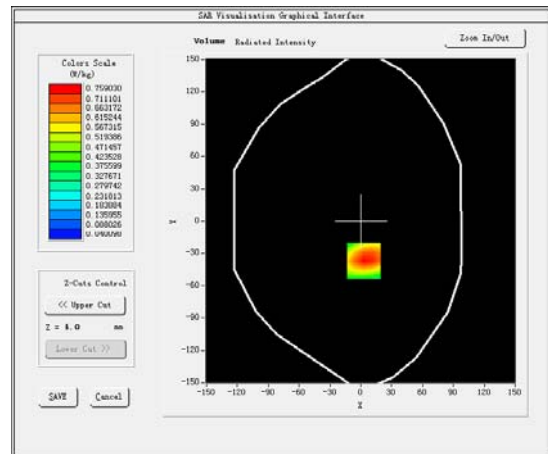 SAR Visualisation Graphical Interface
Volume Radiated Intensity
Zoom In/Out
Colors Scale
(W/kg)
0.759030
0.711101
0.663172
0.615244
0.567315
0.519386
0.471457
0.423528
0.375599
0.327671
0.279742
0.231813
0.183884
0.135955
0.088026
0.040098
Z-Cuts Control
<< Upper Cut
Z = 4.0 mm
Lower Cut >>
SAVE Cancel
150
120
90
60
30
0
-30
-60
-90
-120
-150
Y
-150 -120 -90 -60 -30 0 30 60 90 120 150
X